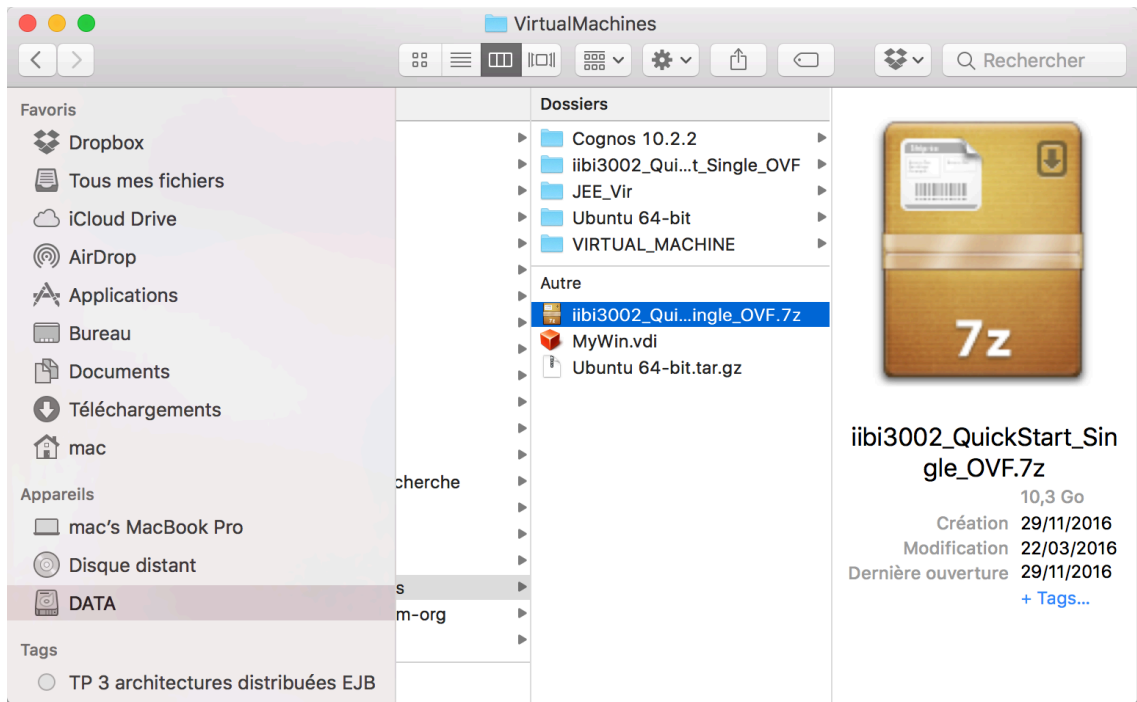 VirtualMachines
Rechercher
Favoris
Dropbox
Tous mes fichiers
iCloud Drive
AirDrop
Applications
Bureau
Documents
Téléchargements
mac
Appareils
mac's MacBook Pro
Disque distant
DATA
Tags
TP 3 architectures distribuées EJB
cherche
s
m-org
Dossiers
Cognos 10.2.2
iibi3002_Qui...t_Single_OVF
JEE_Vir
Ubuntu 64-bit
VIRTUAL_MACHINE
Autre
iibi3002_Qui...ingle_OVF.7z
MyWin.vdi
Ubuntu 64-bit.tar.gz
7z
iibi3002_QuickStart_Sin
gle_OVF.7z
10,3 Go
Création 29/11/2016
Modification 22/03/2016
Dernière ouverture 29/11/2016
+ Tags...